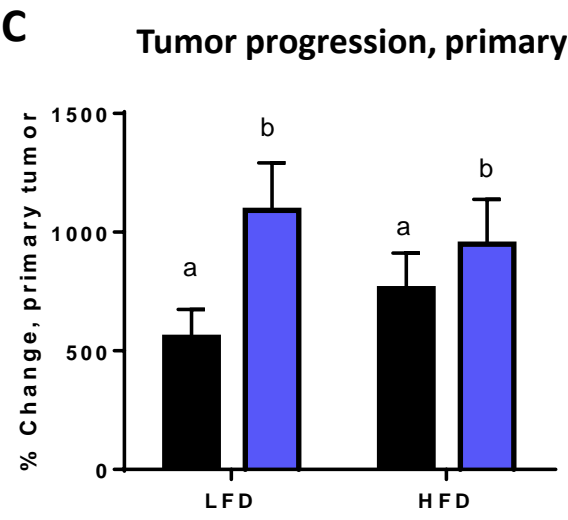 C
Tumor progression, primary
% Change, primary tumor
1500
1000
500
0
a
b
a
b
LFD
HFD